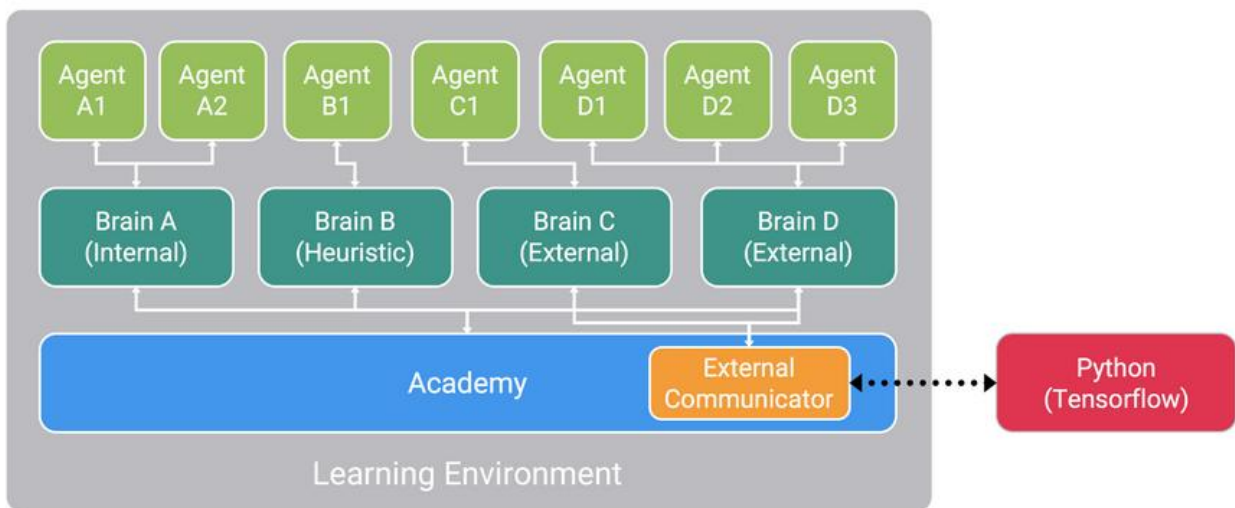 Agent
A1
Agent
A2
Agent
B1
Agent
C1
Agent
D1
Agent
D2
Agent
D3
Brain A
(Internal)
Brain B
(Heuristic)
Brain C
(External)
Brain D
(External)
Academy
External
Communicator
Python
(Tensorflow)
Learning Environment